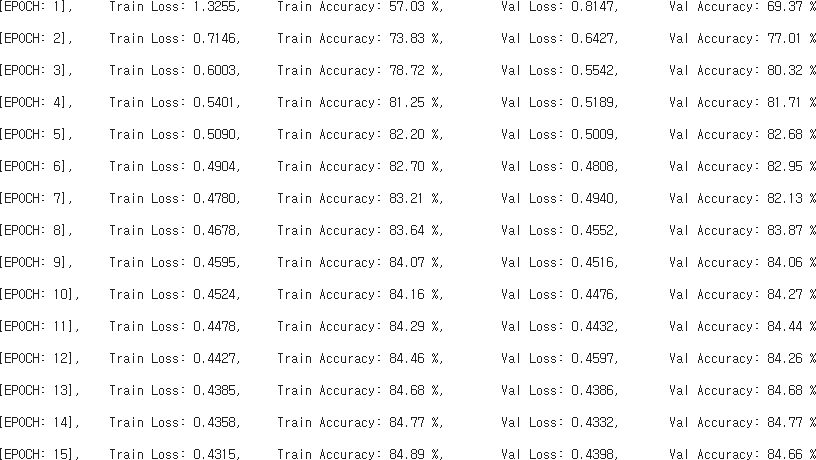 [EPOCH: 1], Train Loss: 1.3255, Train Accuracy: 57.03 %, Val Loss: 0.8147, Val Accuracy: 69.37 %
[EPOCH: 2], Train Loss: 0.7146, Train Accuracy: 73.83 %, Val Loss: 0.6427, Val Accuracy: 77.01 %
[EPOCH: 3], Train Loss: 0.6003, Train Accuracy: 78.72 %, Val Loss: 0.5542, Val Accuracy: 80.32 %
[EPOCH: 4], Train Loss: 0.5401, Train Accuracy: 81.25 %, Val Loss: 0.5189, Val Accuracy: 81.71 %
[EPOCH: 5], Train Loss: 0.5090, Train Accuracy: 82.20 %, Val Loss: 0.5009, Val Accuracy: 82.68 %
[EPOCH: 6], Train Loss: 0.4904, Train Accuracy: 82.70 %, Val Loss: 0.4808, Val Accuracy: 82.95 %
[EPOCH: 7], Train Loss: 0.4780, Train Accuracy: 83.21 %, Val Loss: 0.4940, Val Accuracy: 82.13 %
[EPOCH: 8], Train Loss: 0.4678, Train Accuracy: 83.64 %, Val Loss: 0.4552, Val Accuracy: 83.87 %
[EPOCH: 9], Train Loss: 0.4595, Train Accuracy: 84.07 %, Val Loss: 0.4516, Val Accuracy: 84.06 %
[EPOCH: 10], Train Loss: 0.4524, Train Accuracy: 84.16 %, Val Loss: 0.4476, Val Accuracy: 84.27 %
[EPOCH: 11], Train Loss: 0.4478, Train Accuracy: 84.29 %, Val Loss: 0.4432, Val Accuracy: 84.44 %
[EPOCH: 12], Train Loss: 0.4427, Train Accuracy: 84.46 %, Val Loss: 0.4597, Val Accuracy: 84.26 %
[EPOCH: 13], Train Loss: 0.4385, Train Accuracy: 84.68 %, Val Loss: 0.4386, Val Accuracy: 84.68 %
[EPOCH: 14], Train Loss: 0.4358, Train Accuracy: 84.77 %, Val Loss: 0.4332, Val Accuracy: 84.77 %
[EPOCH: 15], Train Loss: 0.4315, Train Accuracy: 84.89 %, Val Loss: 0.4398, Val Accuracy: 84.66 %